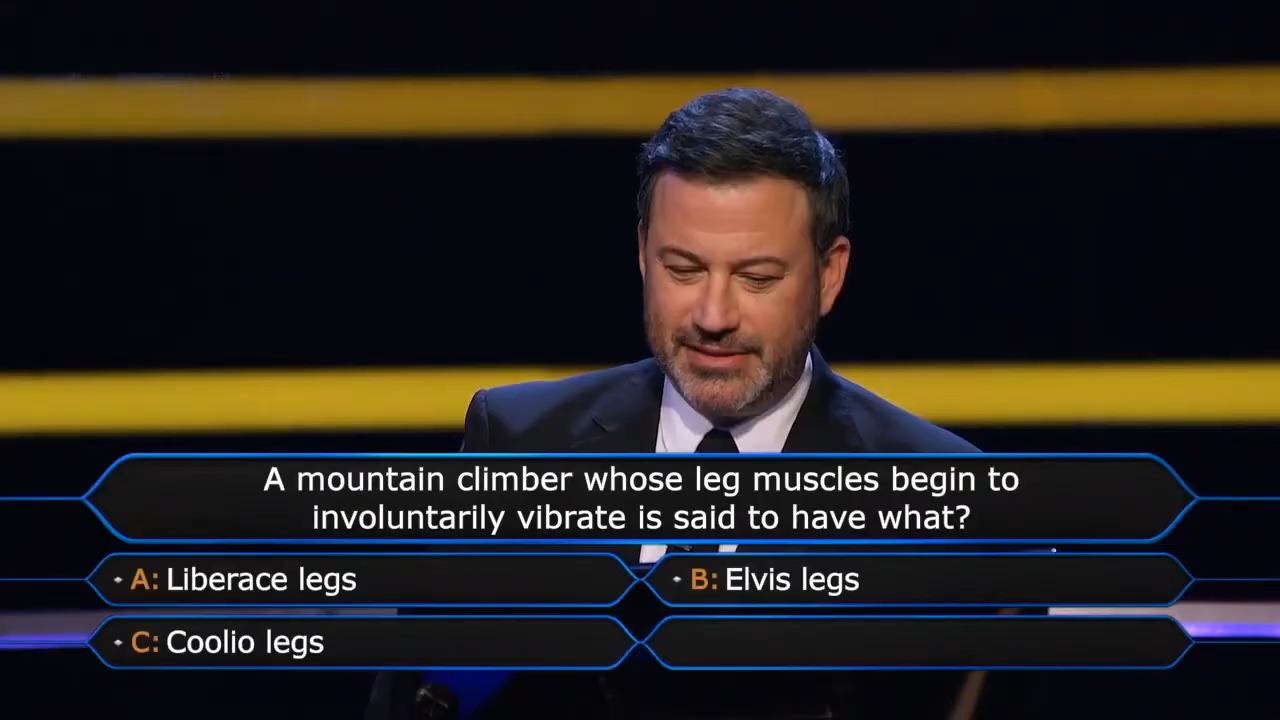 A mountain climber whose leg muscles begin to
involuntarily vibrate is said to have what?
A: Liberace legs
B: Elvis legs
C: Coolio legs